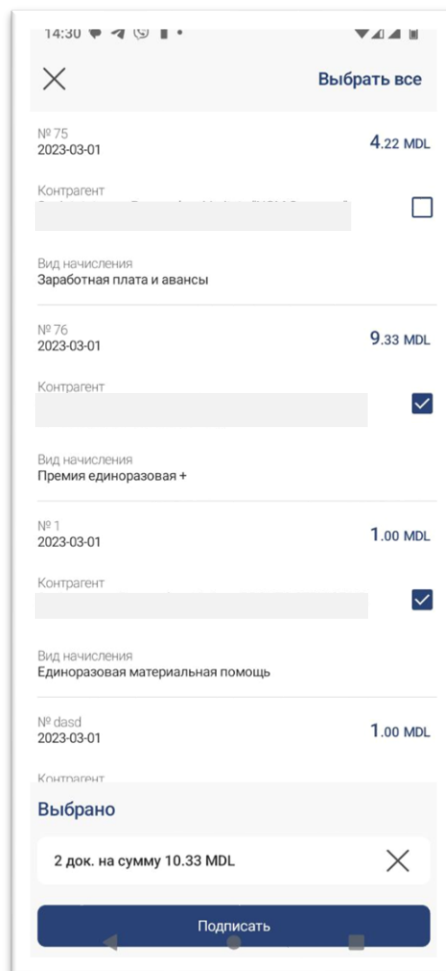 14:30
Выбрать все
№ 75
2023-03-01
4.22 MDL
Контрагент
Вид начисления
Заработная плата и авансы
№ 76
2023-03-01
9.33 MDL
Контрагент
Вид начисления
Премия единоразовая +
№ 1
2023-03-01
1.00 MDL
Контрагент
Вид начисления
Единоразовая материальная помощь
№ dasd
2023-03-01
1.00 MDL
Контрагент
Выбрано
2 док. на сумму 10.33 MDL
Подписать